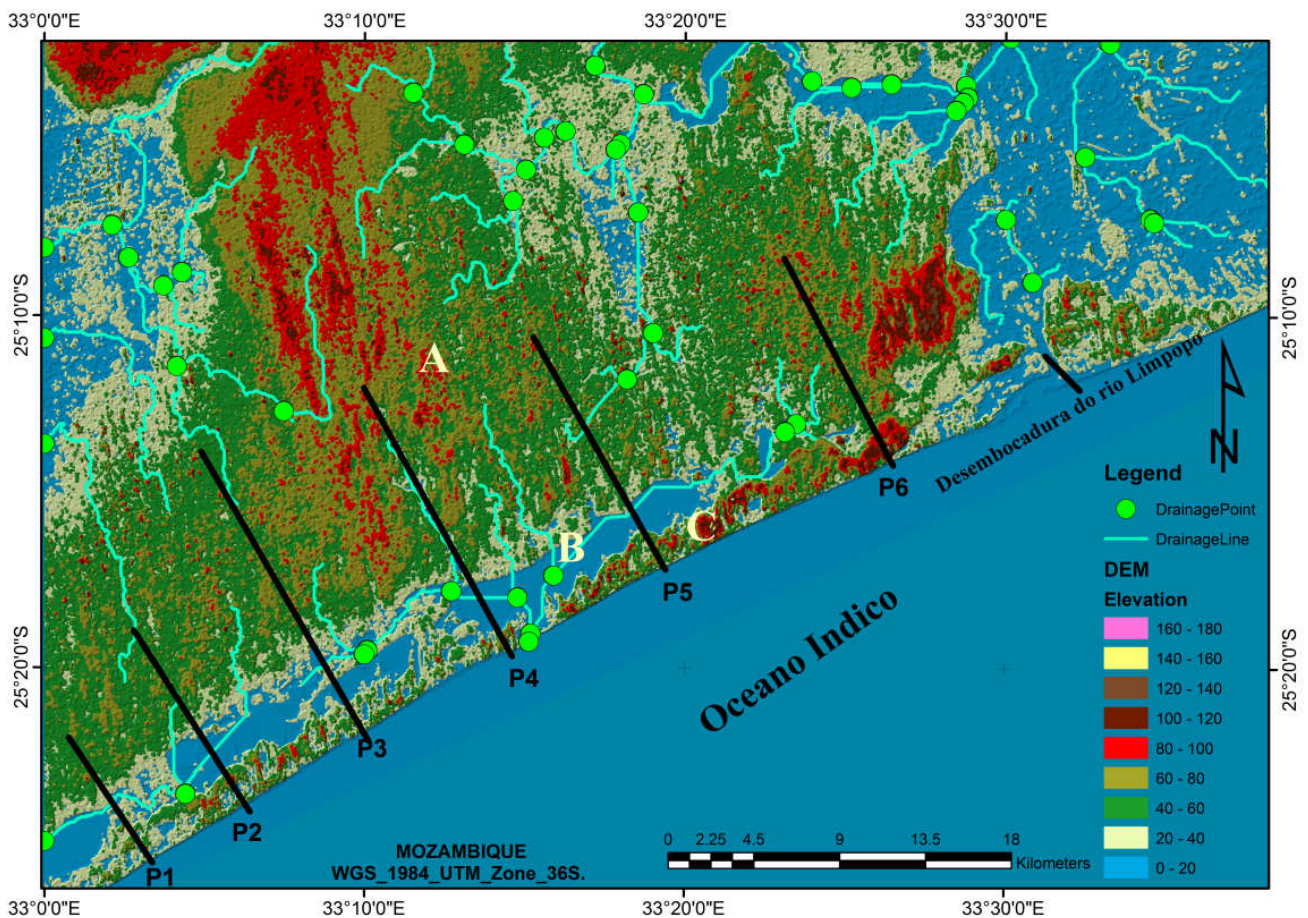 33°0'0"E 33°10'0"E 33°20'0"E 33°30'0"E
25°10'0"S 25°10'0"S
A
Desembocadura do rio Limpopo
N
P6
Legend
DrainagePoint
DrainageLine
C
B
P5
DEM
Elevation
160 - 180
140 - 160
120 - 140
100 - 120
80 - 100
60 - 80
40 - 60
20 - 40
0 - 20
Oceano Indico
25°20'0"S 25°20'0"S
P4
P3
P2
P1
MOZAMBIQUE
WGS_1984_UTM_Zone_36S.
0 2.25 4.5 9 13.5 18
Kilometers
33°0'0"E 33°10'0"E 33°20'0"E 33°30'0"E